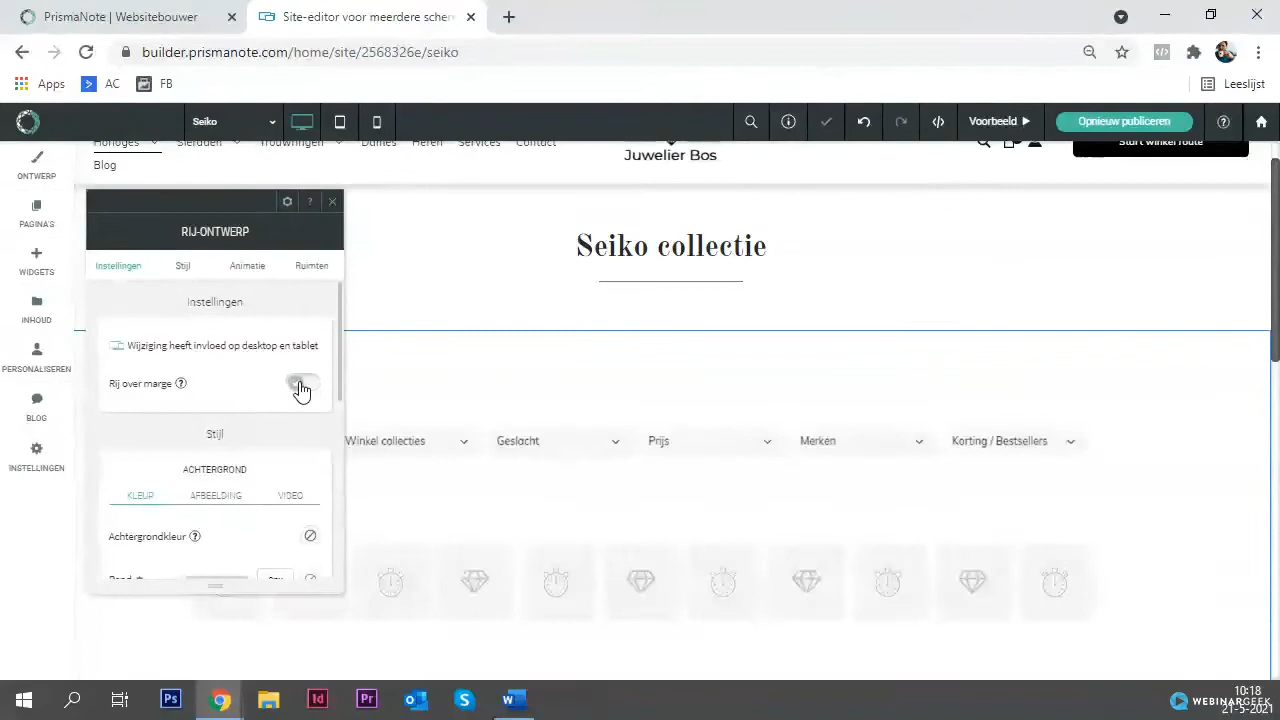 PrismaNote | Websitebouwer
Site-editor voor meerdere scher
builder.prismanote.com/home/site/2568326e/seiko
Apps
AC
FB
Leeslijst
Seiko
Voorbeeld
Opnieuw publiceren
Horloges
Sieraden
Trouwringen
Dames
Heren
Services
Contact
Blog
Juwelier Bos
Start winkel route
ONTWERP
PAGINA'S
WIDGETS
INHOUD
PERSONALISEREN
BLOG
INSTELLINGEN
RIJ-ONTWERP
Instellingen
Stijl
Animatie
Ruimten
Instellingen
Wijziging heeft invloed op desktop en tablet
Rij over marge
Stijl
ACHTERGROND
KLEUR
AFBEELDING
VIDEO
Achtergrondkleur
Seiko collectie
Winkel collecties
Geslacht
Prijs
Merken
Korting / Bestsellers
Ps
Id
Pr
10:18
21-5-2021
WEBINARGEEK